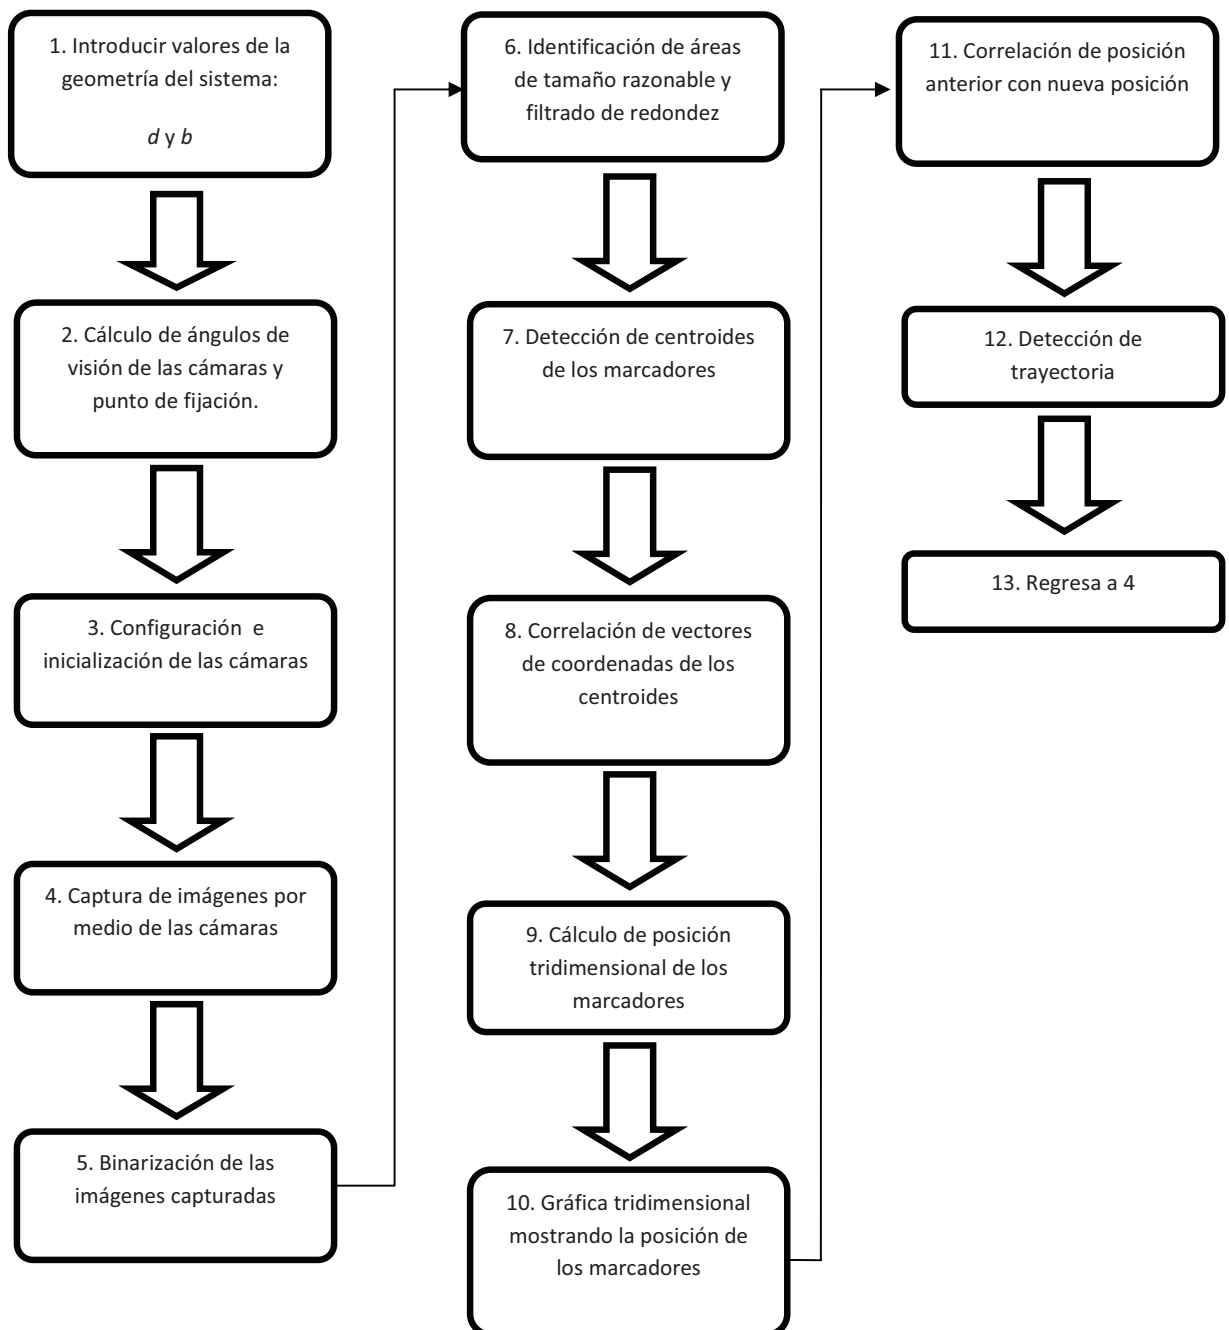 1. Introducir valores de la
geometría del sistema:
d y b
2. Cálculo de ángulos de
visión de las cámaras y
punto de fijación.
3. Configuración  e
inicialización de las cámaras
4. Captura de imágenes por
medio de las cámaras
5. Binarización de las
imágenes capturadas
6. Identificación de áreas
de tamaño razonable y
filtrado de redondez
7. Detección de centroides
de los marcadores
8. Correlación de vectores
de coordenadas de los
centroides
9. Cálculo de posición
tridimensional de los
marcadores
10. Gráfica tridimensional
mostrando la posición de
los marcadores
11. Correlación de posición
anterior con nueva posición
12. Detección de
trayectoria
13. Regresa a 4